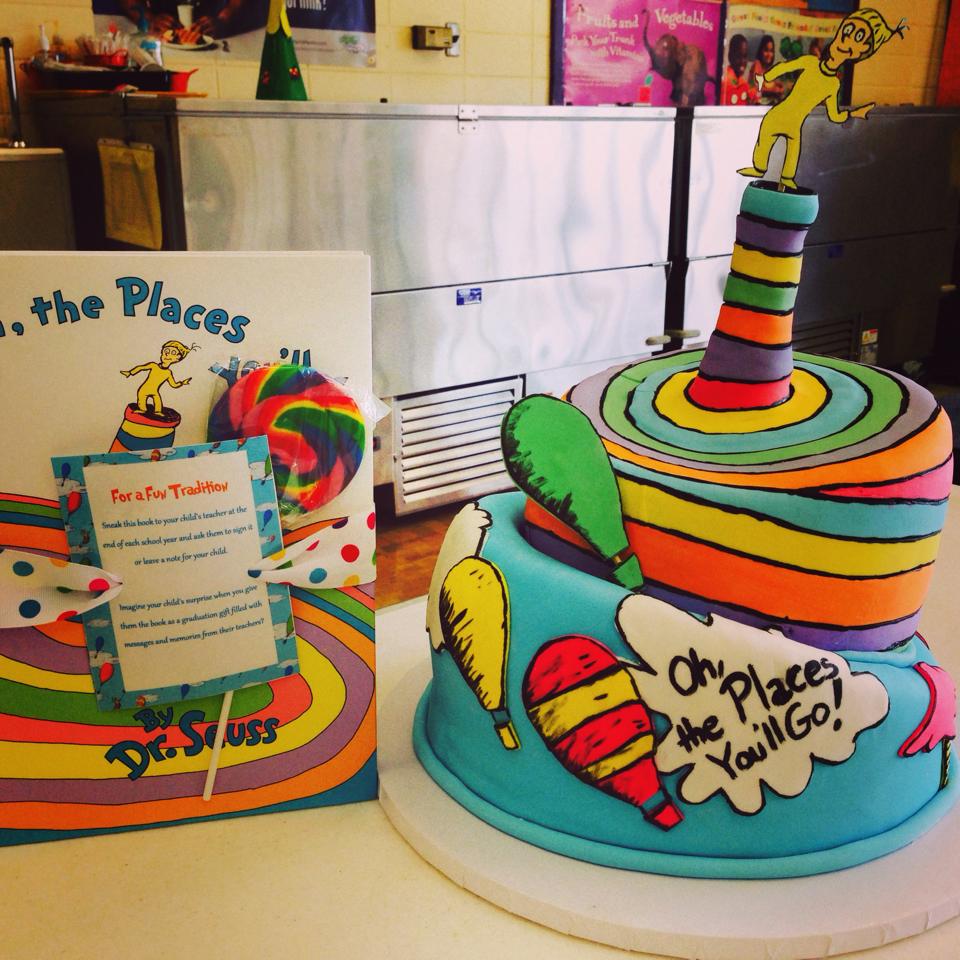 milk!
Fruits and Vegetables
Pack Your Trunk
with Vitamins
, the Places
You'll
For a Fun Tradition
Sneak this book to your child's teacher at the
end of each school year and ask them to sign it
or leave a note for your child.
Imagine your child's surprise when you give
them the book as a graduation gift filled with
messages and memories from their teachers?
By
Dr. Seuss
Oh,
the Places
You'll Go!